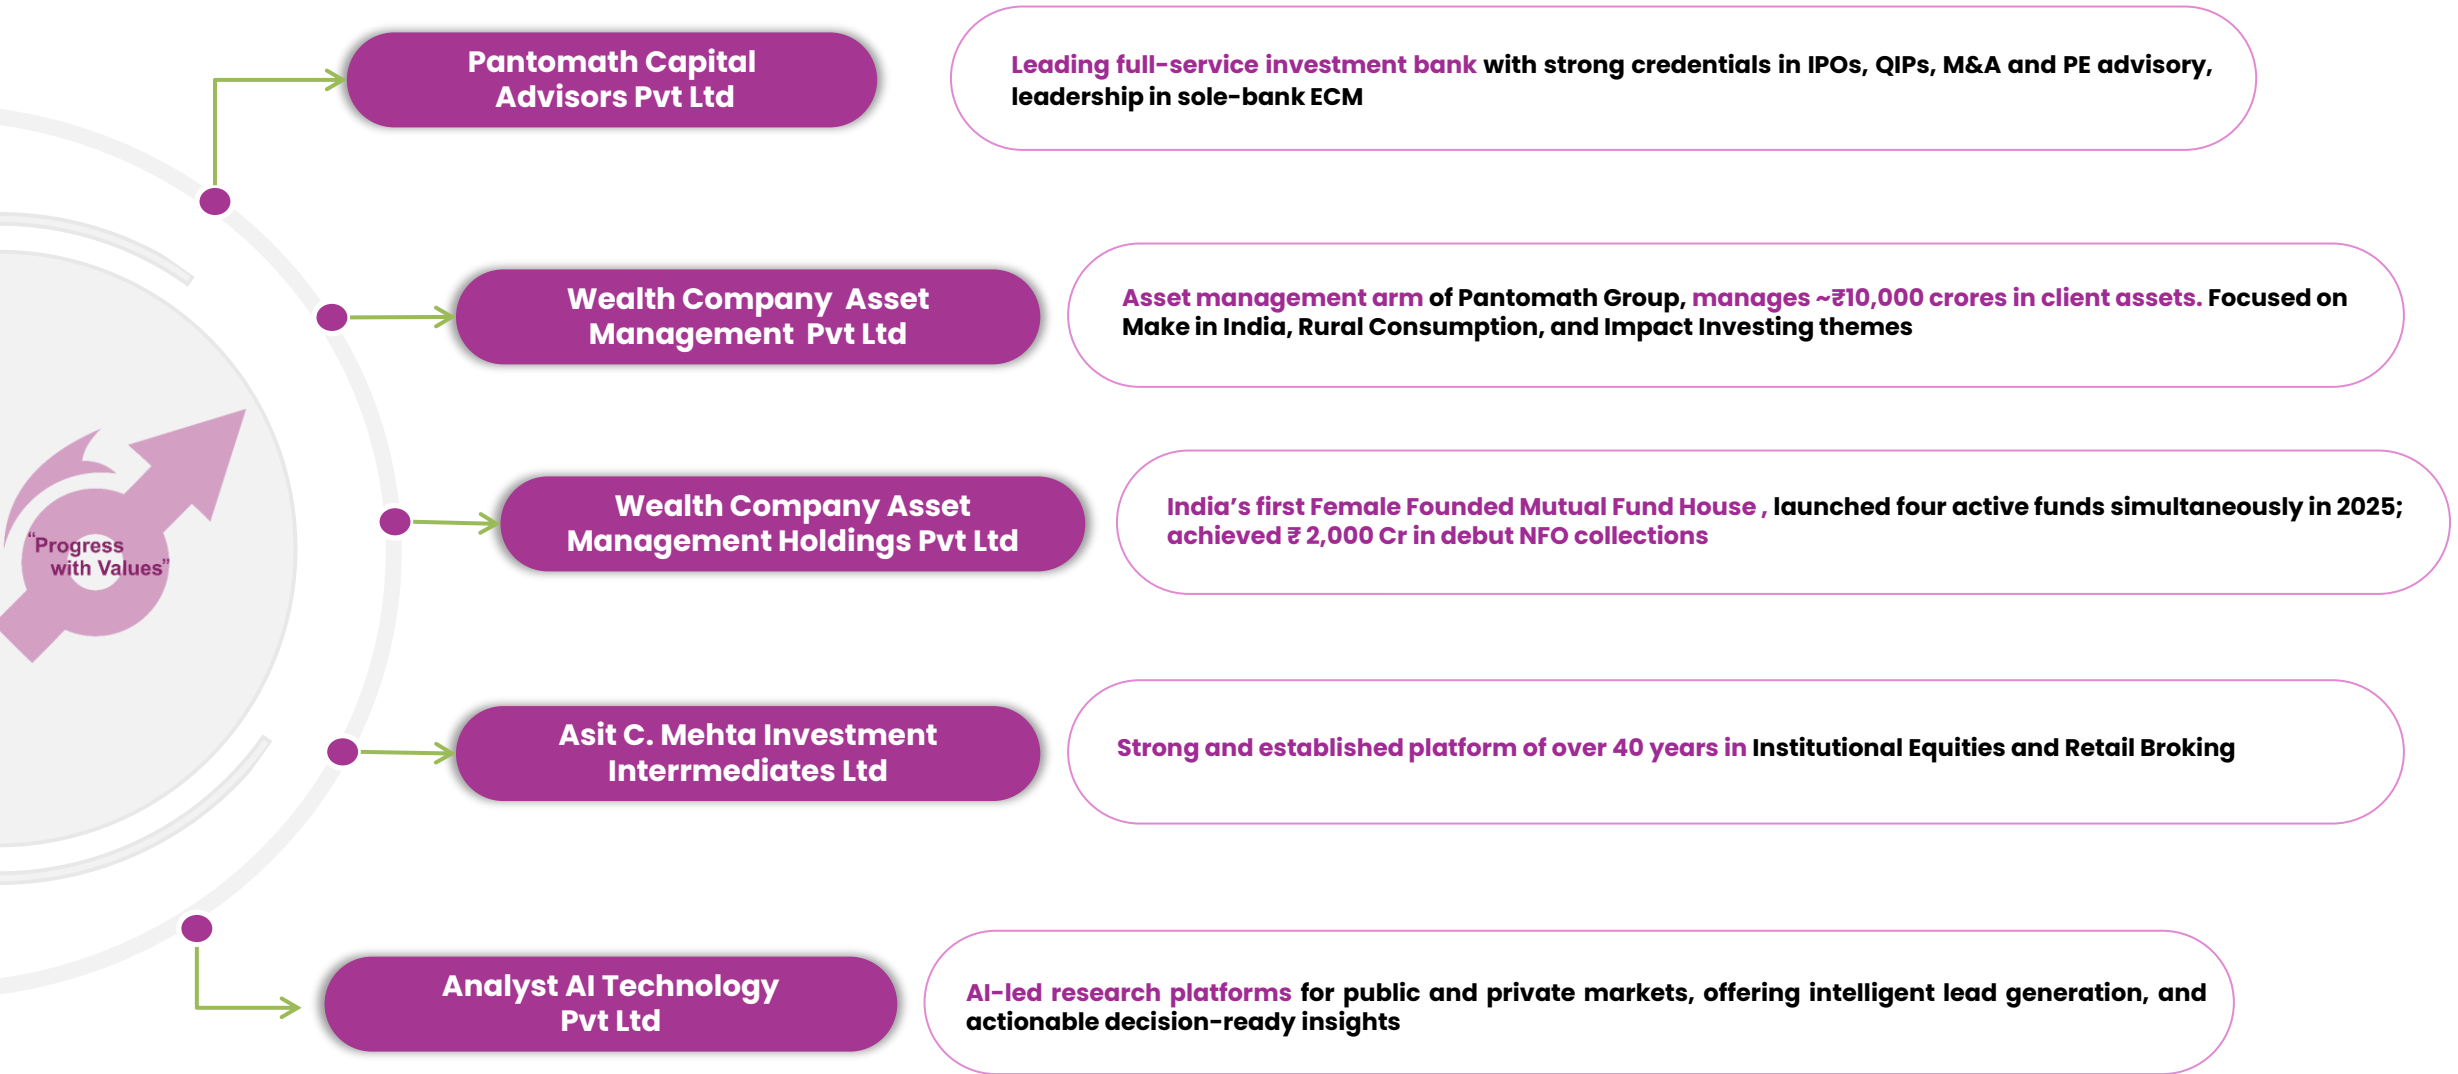 Pantomath Capital
Advisors Pvt Ltd
Leading full-service investment bank with strong credentials in IPOs, QIPs, M&A and PE advisory,
leadership in sole-bank ECM
Wealth Company Asset
Management Pvt Ltd
Asset management arm of Pantomath Group, manages ~₹10,000 crores in client assets. Focused on
Make in India, Rural Consumption, and Impact Investing themes
Wealth Company Asset
Management Holdings Pvt Ltd
India’s first Female Founded Mutual Fund House , launched four active funds simultaneously in 2025;
achieved ₹ 2,000 Cr in debut NFO collections
“Progress
with Values”
Asit C. Mehta Investment
Interrmediates Ltd
Strong and established platform of over 40 years in Institutional Equities and Retail Broking
Analyst AI Technology
Pvt Ltd
AI-led research platforms for public and private markets, offering intelligent lead generation, and
actionable decision-ready insights